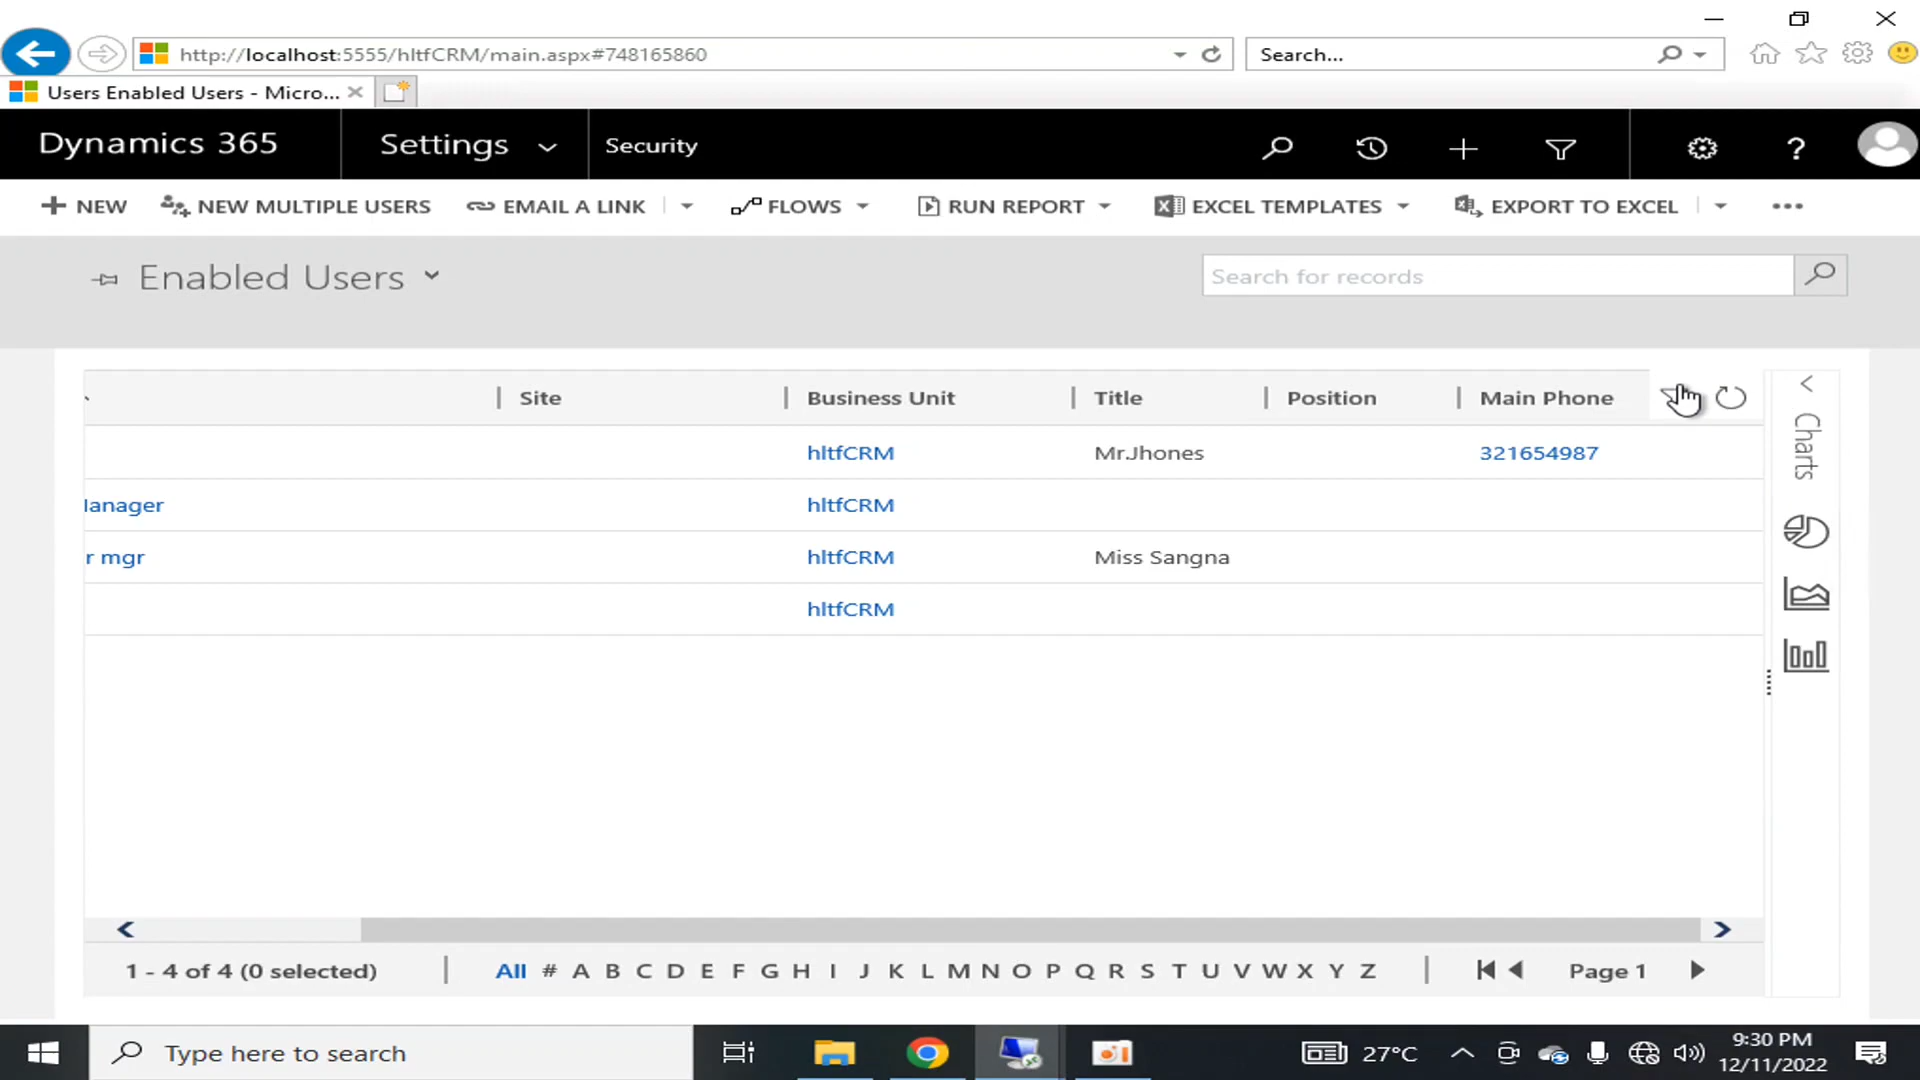 http://localhost:5555/hltfCRM/main.aspx#748165860
Search...
Users Enabled Users - Micro...
Dynamics 365
Settings
Security
NEW
NEW MULTIPLE USERS
EMAIL A LINK
FLOWS
RUN REPORT
EXCEL TEMPLATES
EXPORT TO EXCEL
Enabled Users
Search for records
Site
Business Unit
Title
Position
Main Phone
Charts
hltfCRM
Mr.Jhones
321654987
anager
hltfCRM
r mgr
hltfCRM
Miss Sangna
hltfCRM
1 - 4 of 4 (0 selected)
All # A B C D E F G H I J K L M N O P Q R S T U V W X Y Z
Page 1
Type here to search
27°C
9:30 PM
12/11/2022